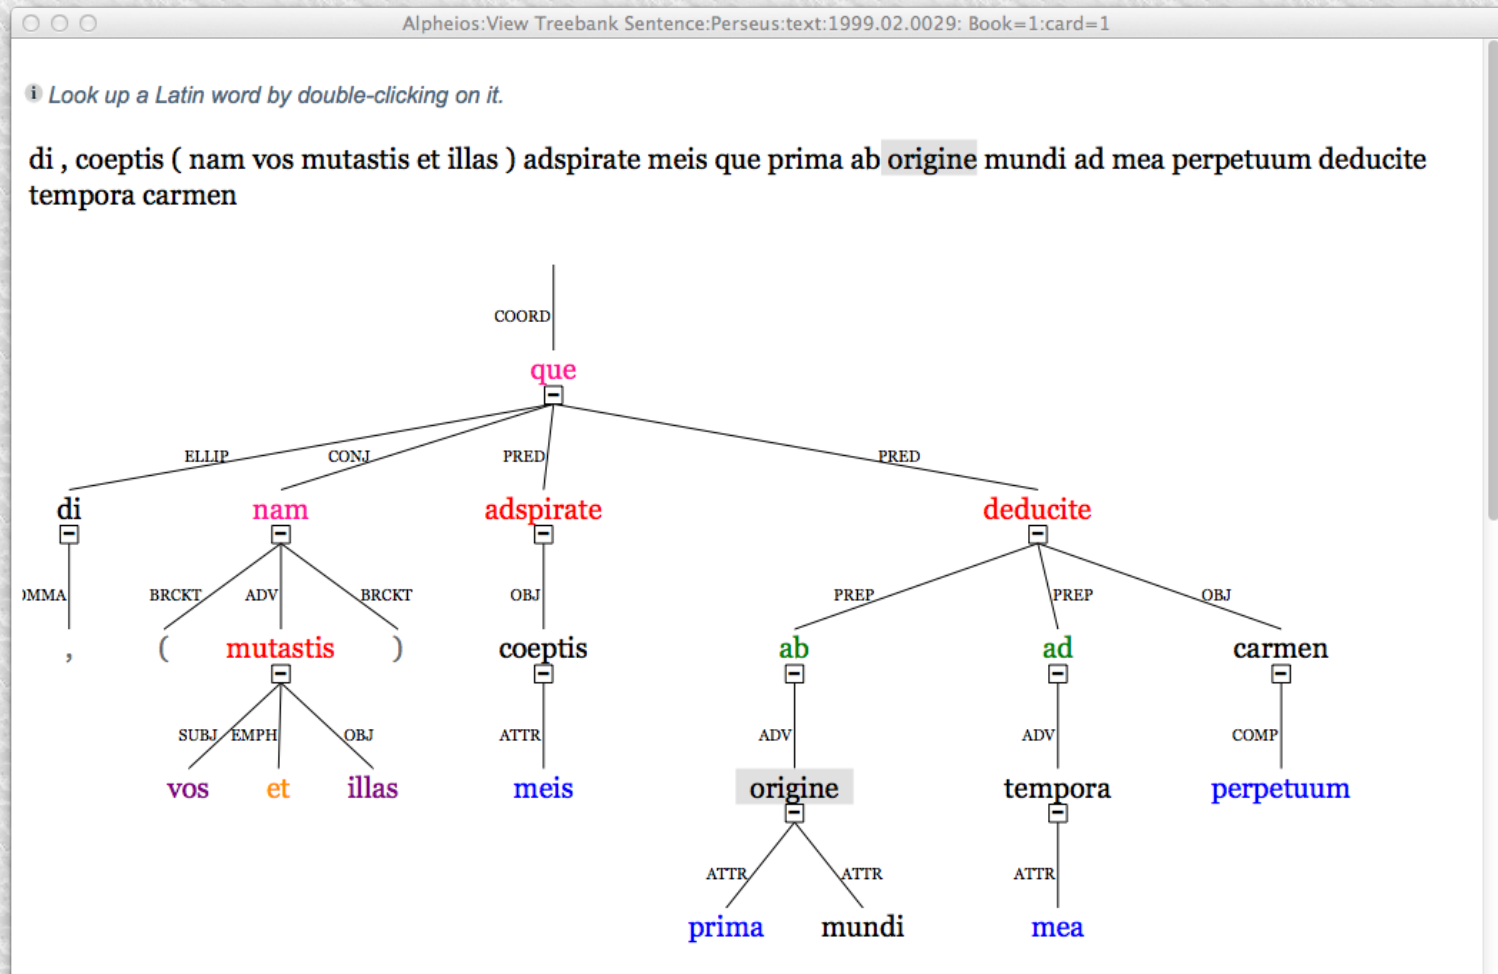 Alpheios:View Treebank Sentence:Perseus:text:1999.02.0029: Book=1:card=1
i Look up a Latin word by double-clicking on it.
di , coeptis ( nam vos mutastis et illas ) adspirate meis que prima ab origine mundi ad mea perpetuum deducite
tempora carmen
COORD
que
ELLIP CONJ PRED PRED
di nam adspirate deducite
OMMA BRCKT ADV BRCKT OBJ PREP PREP OBJ
, ( mutastis ) coeptis ab ad carmen
SUBJ EMPH OBJ ATTR ADV ADV COMP
vos et illas meis origine tempora perpetuum
ATTR ATTR ATTR
prima mundi mea